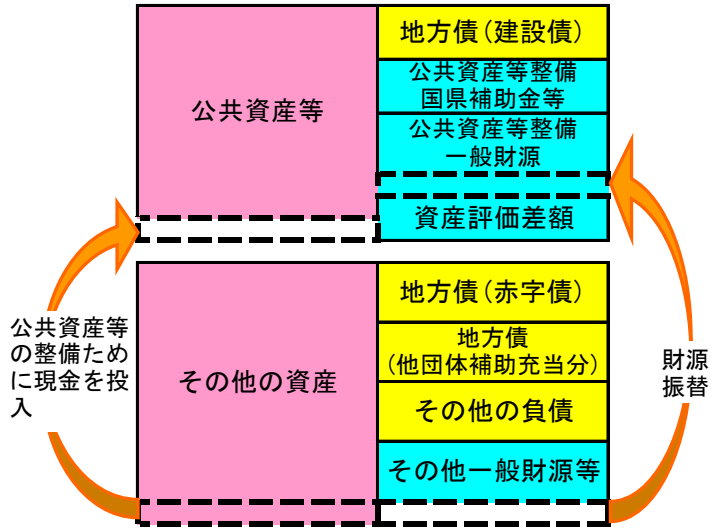 公共資産等
地方債(建設債)
公共資産等整備
国県補助金等
公共資産等整備
一般財源
資産評価差額
公共資産等
の整備ため
に現金を投
入
その他の資産
地方債(赤字債)
地方債
(他団体補助充当分)
その他の負債
その他一般財源等
財源
振替